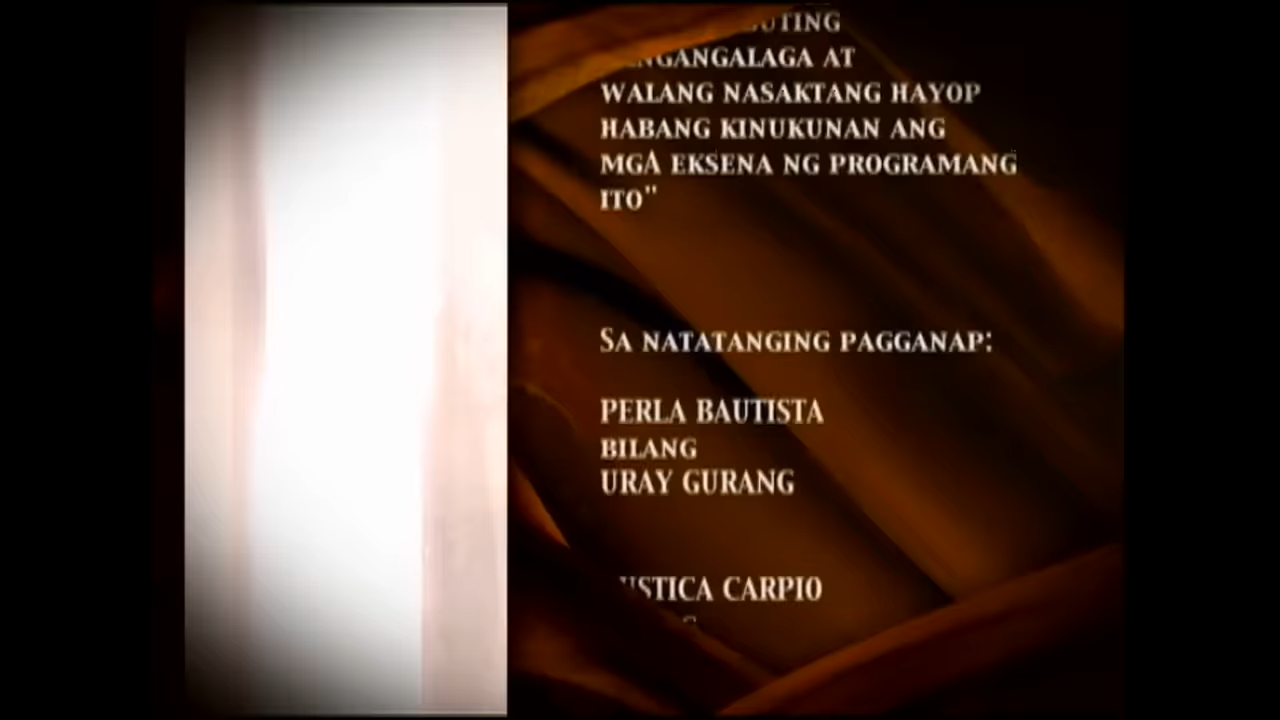 AT
WALANG NASAKTANG HAYOP
HABANG KINUKUNAN ANG
MGA EKSENA NG PROGRAMANG
ITO"
SA NATATANGING PAGGANAP:
PERLA BAUTISTA
BILANG
URAY GURANG
CARPIO